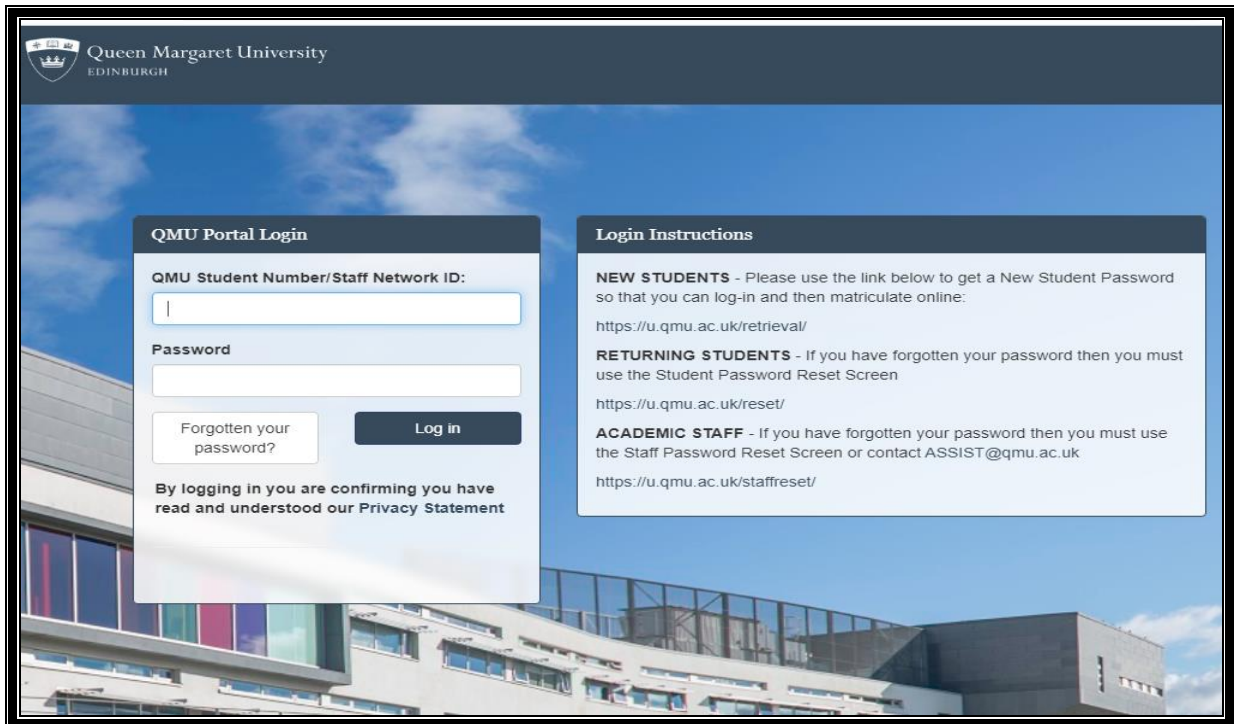 Queen Margaret University
EDINBURGH
QMU Portal Login
QMU Student Number/Staff Network ID:
Password
Forgotten your
password?
Log in
By logging in you are confirming you have
read and understood our Privacy Statement
Login Instructions
NEW STUDENTS - Please use the link below to get a New Student Password
so that you can log-in and then matriculate online:
https://u.qmu.ac.uk/retrieval/
RETURNING STUDENTS - If you have forgotten your password then you must
use the Student Password Reset Screen
https://u.qmu.ac.uk/reset/
ACADEMIC STAFF - If you have forgotten your password then you must use
the Staff Password Reset Screen or contact ASSIST@qmu.ac.uk
https://u.qmu.ac.uk/staffreset/